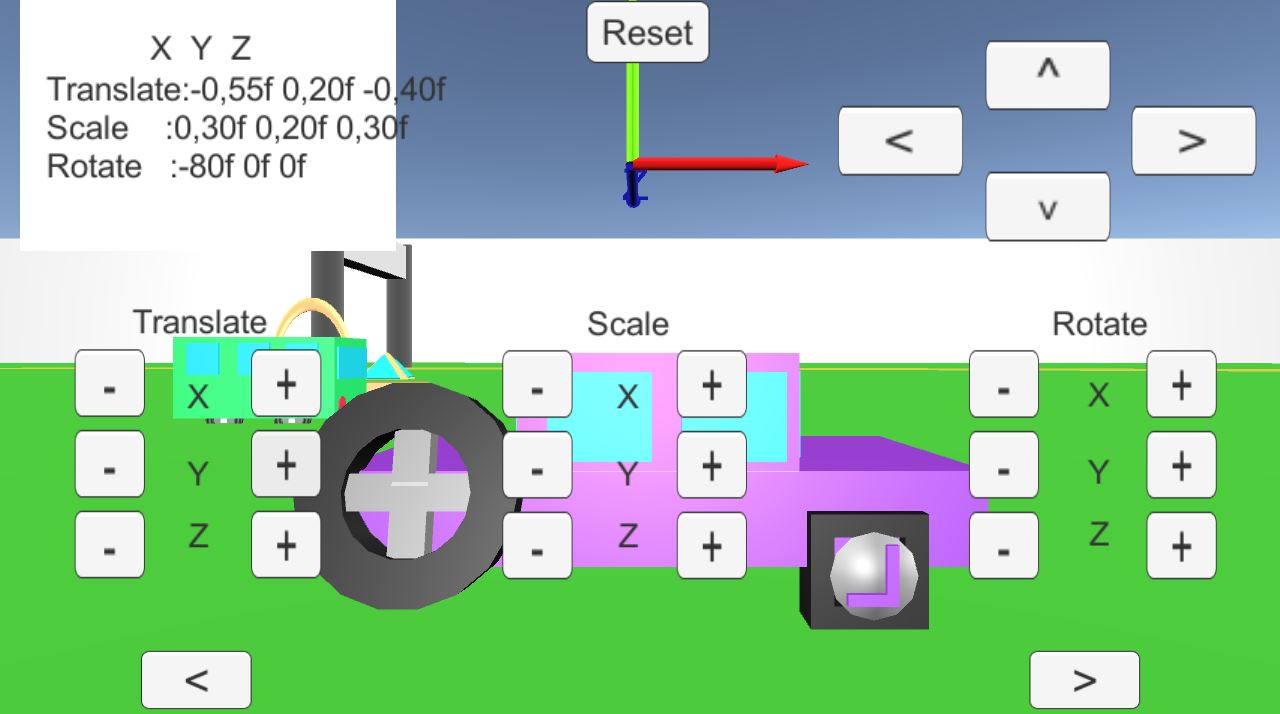 X Y Z
Translate:-0,55f 0,20f -0,40f
Scale :0,30f 0,20f 0,30f
Rotate :-80f 0f 0f
Reset
^
< >
v
Translate Scale Rotate
- X + - X + - X +
- Y + - Y + - Y +
- Z + - Z + - Z +
< >